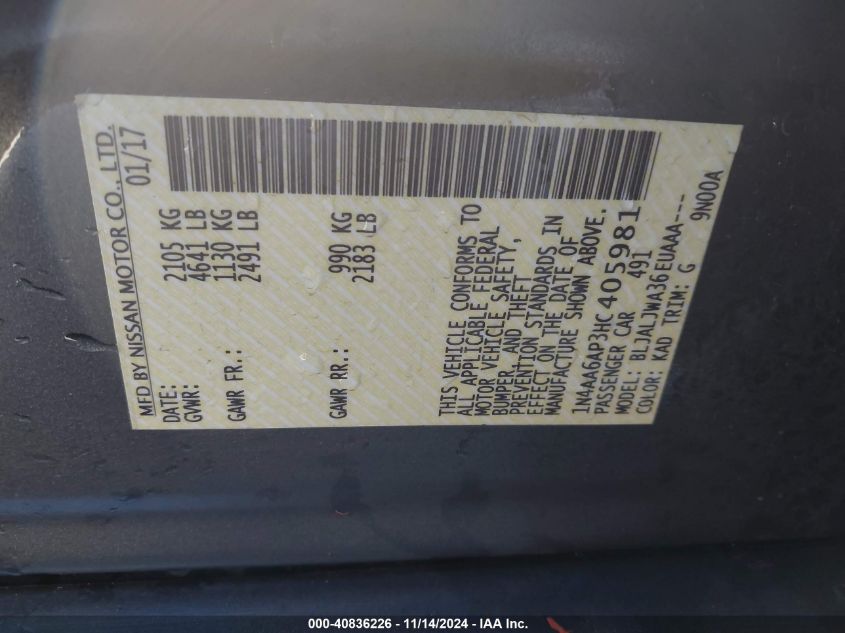 MFD BY NISSAN MOTOR CO., LTD.
DATE: 01/17
GVWR: 2105 KG
4641 LB
GAWR FR.: 1130 KG
2491 LB
GAWR RR.: 990 KG
2183 LB
THIS VEHICLE CONFORMS TO
ALL APPLICABLE FEDERAL
MOTOR VEHICLE SAFETY,
BUMPER, AND THEFT
PREVENTION STANDARDS IN
EFFECT ON THE DATE OF
MANUFACTURE SHOWN ABOVE.
1N4AA6AP3HC405981
PASSENGER CAR 491
MODEL: BLJALJWA36EUAAA---
COLOR: KAD TRIM: G 9N00A
000-40836226 - 11/14/2024 - IAA Inc.